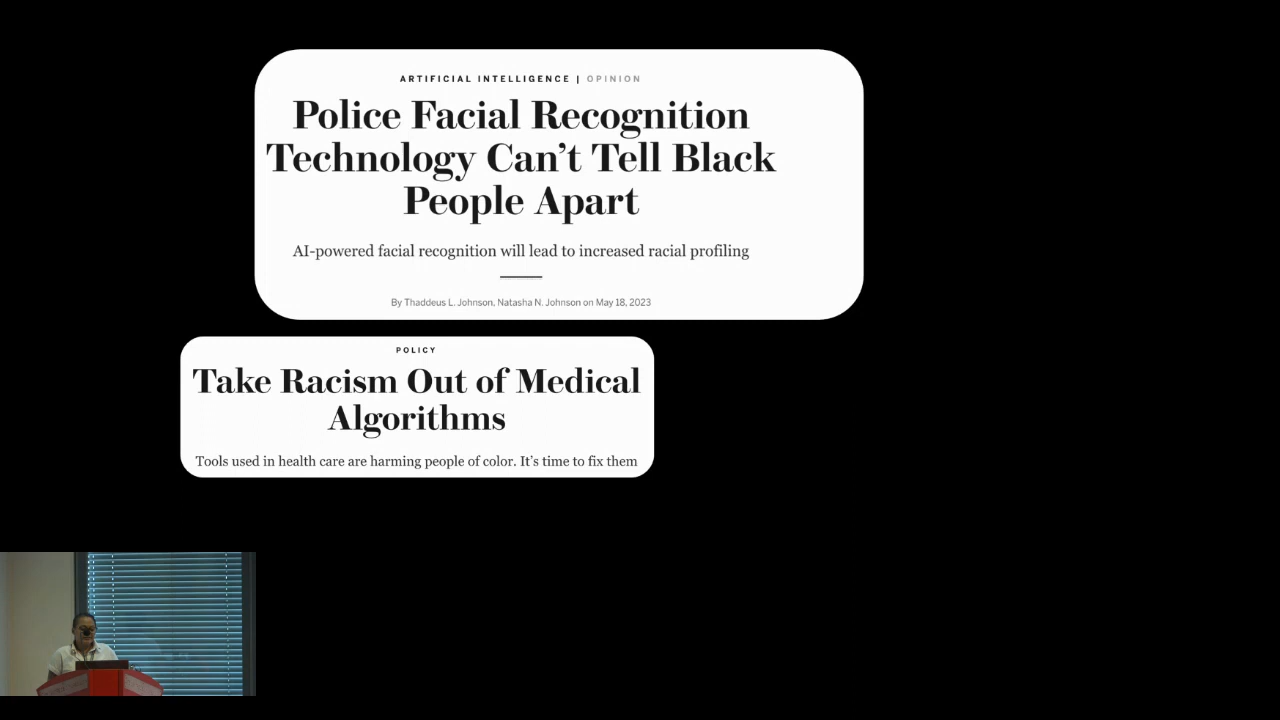 ARTIFICIAL INTELLIGENCE | OPINION
Police Facial Recognition
Technology Can’t Tell Black
People Apart
AI-powered facial recognition will lead to increased racial profiling
By Thaddeus L. Johnson, Natasha N. Johnson on May 18, 2023
POLICY
Take Racism Out of Medical
Algorithms
Tools used in health care are harming people of color. It’s time to fix them